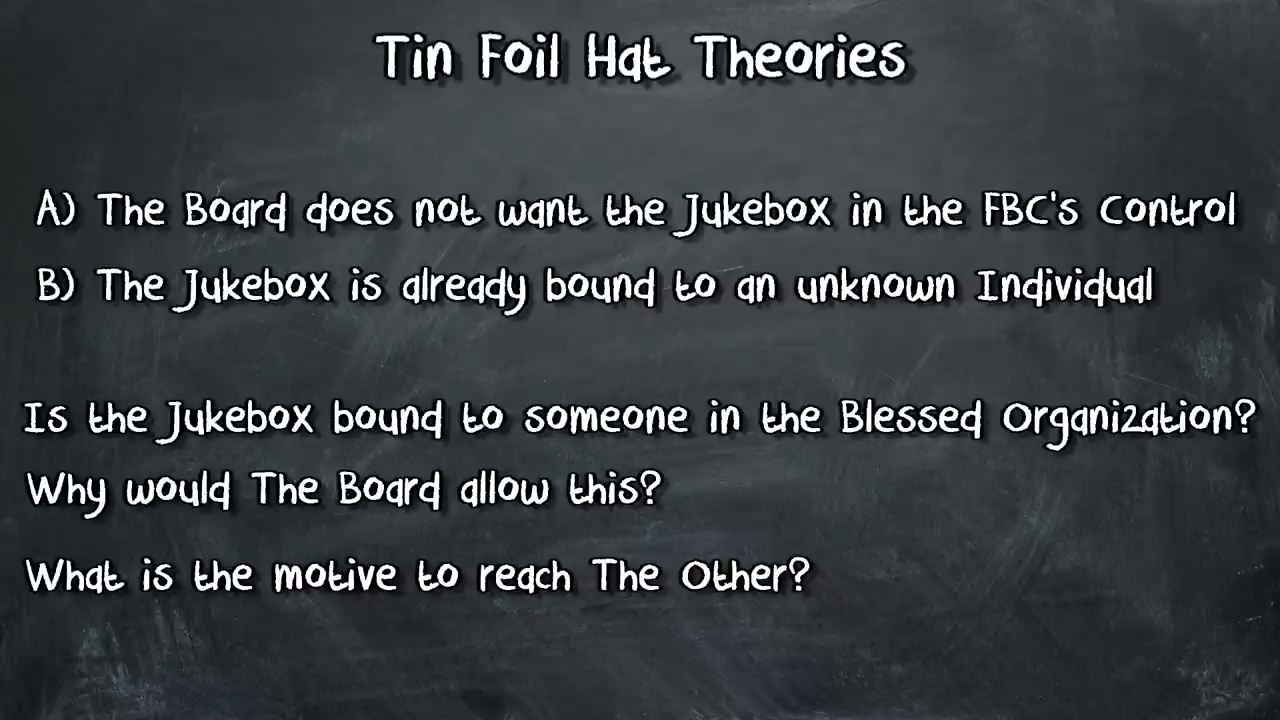 Tin Foil Hat Theories
A) The Board does not want the Jukebox in the FBC's Control
B) The Jukebox is already bound to an unknown Individual
Is the Jukebox bound to someone in the Blessed Organization?
Why would The Board allow this?
What is the motive to reach The Other?